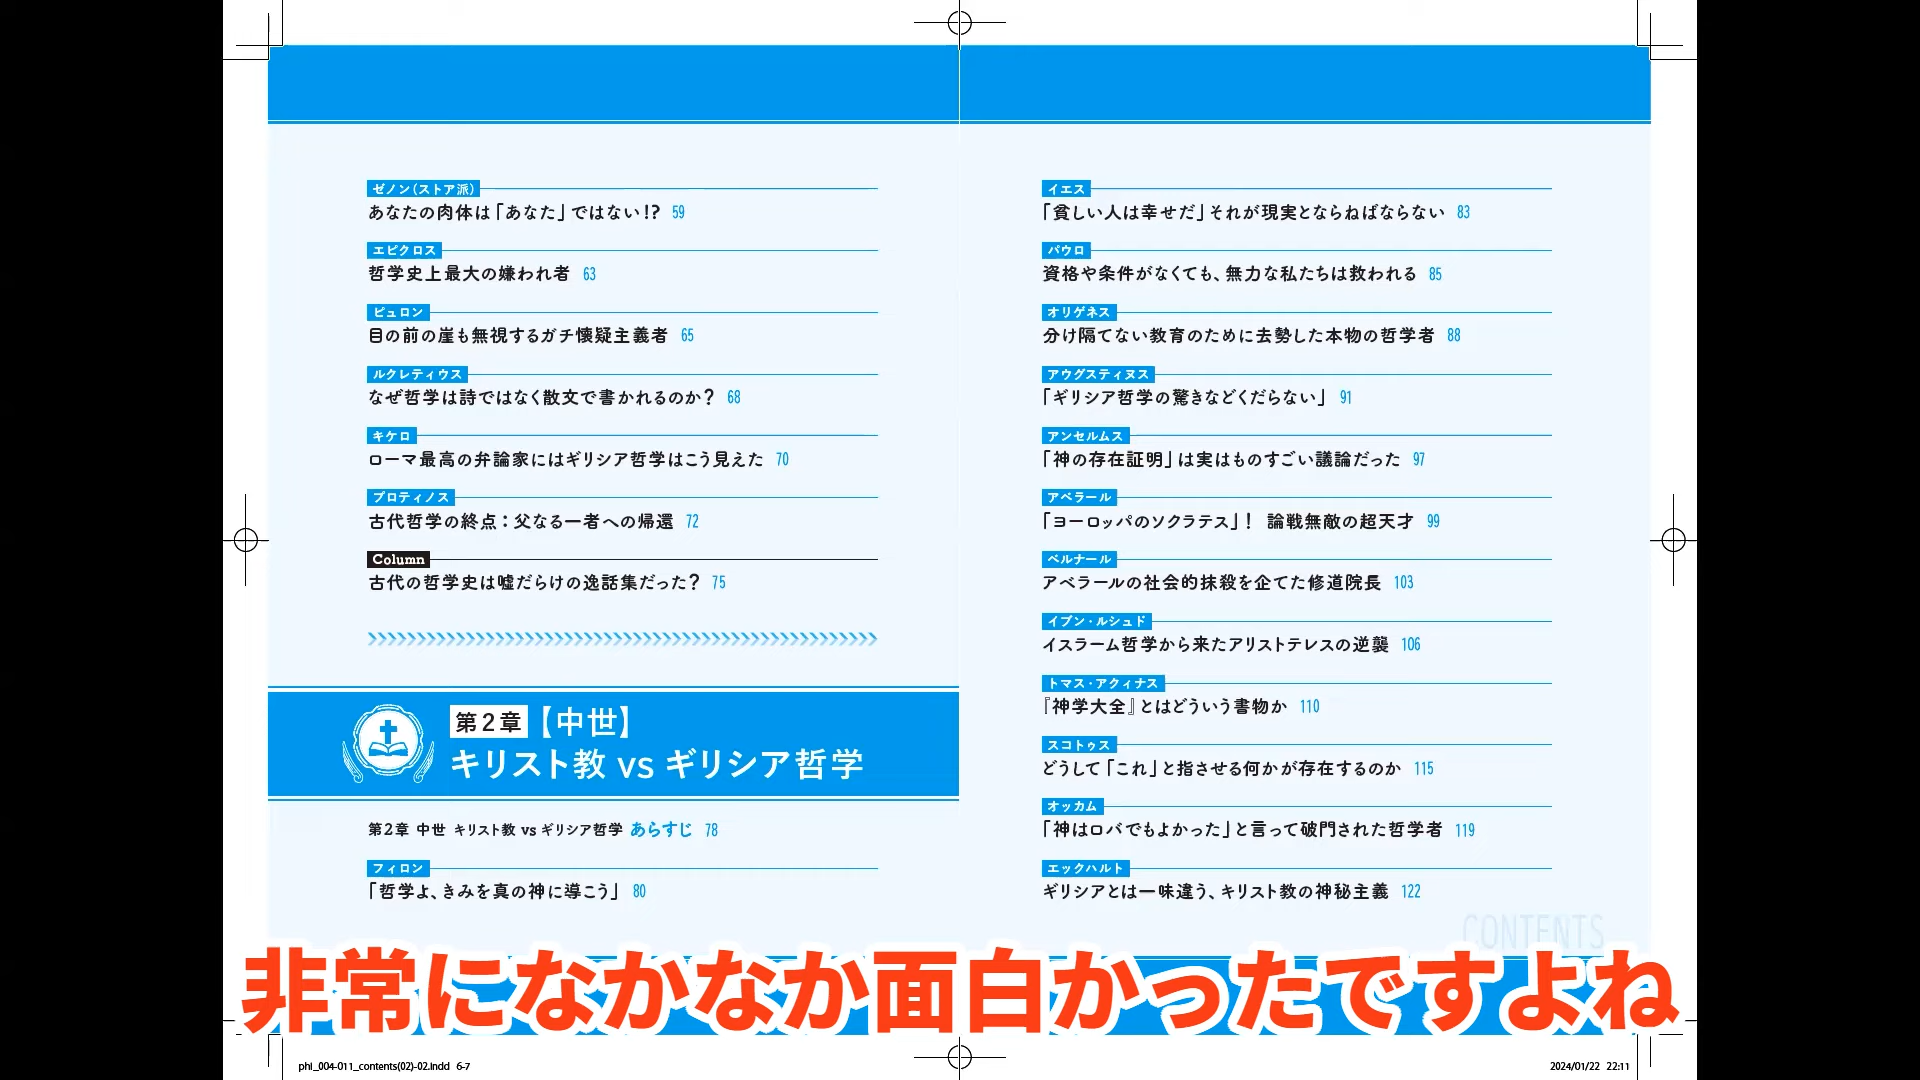 ゼノン（ストア派）
あなたの肉体は「あなた」ではない！？ 59
エピクロス
哲学史上最大の嫌われ者 63
ピュロン
目の前の崖も無視するガチ懐疑主義者 65
ルクレティウス
なぜ哲学は詩ではなく散文で書かれるのか？ 68
キケロ
ローマ最高の弁論家にはギリシア哲学はこう見えた 70
プロティノス
古代哲学の終点：父なる一者への帰還 72
Column
古代の哲学史は嘘だらけの逸話集だった？ 75
第2章【中世】
キリスト教 vs ギリシア哲学
第2章 中世 キリスト教 vs ギリシア哲学 あらすじ 78
フィロン
「哲学よ、きみを真の神に導こう」 80
イエス
「貧しい人は幸せだ」それが現実とならねばならない 83
パウロ
資格や条件がなくても、無力な私たちは救われる 85
オリゲネス
分け隔てない教育のために去勢した本物の哲学者 88
アウグスティヌス
「ギリシア哲学の驚きなどくだらない」 91
アンセルムス
「神の存在証明」は実はものすごい議論だった 97
アベラール
「ヨーロッパのソクラテス」！ 論戦無敵の超天才 99
ベルナール
アベラールの社会的抹殺を企てた修道院長 103
イブン・ルシュド
イスラーム哲学から来たアリストテレスの逆襲 106
トマス・アクィナス
『神学大全』とはどういう書物か 110
スコトゥス
どうして「これ」と指させる何かが存在するのか 115
オッカム
「神はロバでもよかった」と言って破門された哲学者 119
エックハルト
ギリシアとは一味違う、キリスト教の神秘主義 122
CONTENTS
非常になかなか面白かったですよね
phl_004-011_contents(02)-02.indd 6-7
2024/01/22 22:11